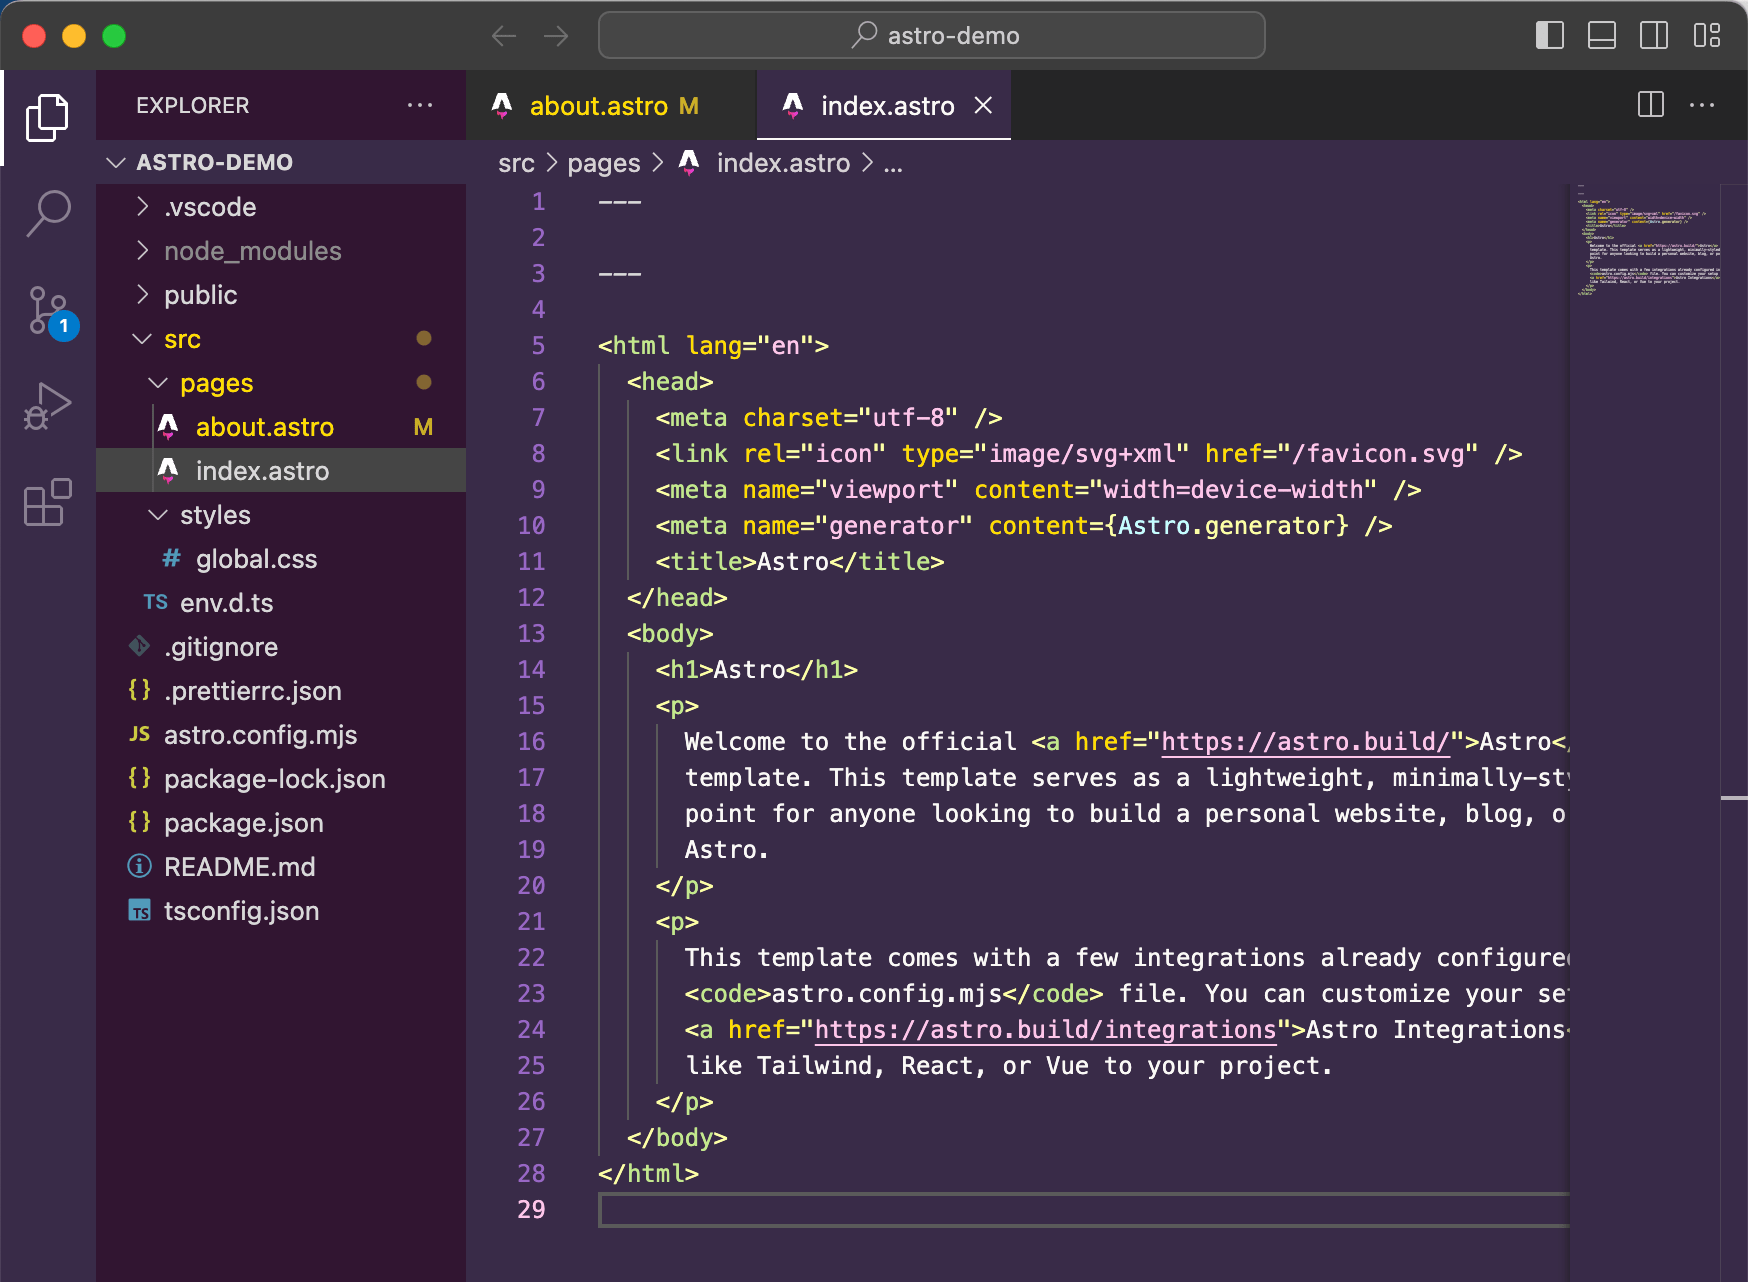 astro-demo
EXPLORER
about.astro M
index.astro
ASTRO-DEMO
src > pages > index.astro > ...
.vscode
node_modules
public
1
src
pages
about.astro M
index.astro
styles
# global.css
TS env.d.ts
.gitignore
{} .prettierrc.json
JS astro.config.mjs
{} package-lock.json
{} package.json
README.md
TS tsconfig.json
1 ---
2
3 ---
4
5 <html lang="en">
6 <head>
7 <meta charset="utf-8" />
8 <link rel="icon" type="image/svg+xml" href="/favicon.svg" />
9 <meta name="viewport" content="width=device-width" />
10 <meta name="generator" content={Astro.generator} />
11 <title>Astro</title>
12 </head>
13 <body>
14 <h1>Astro</h1>
15 <p>
16 Welcome to the official <a href="https://astro.build/">Astro<
17 template. This template serves as a lightweight, minimally-st
18 point for anyone looking to build a personal website, blog, o
19 Astro.
20 </p>
21 <p>
22 This template comes with a few integrations already configured
23 <code>astro.config.mjs</code> file. You can customize your se
24 <a href="https://astro.build/integrations">Astro Integrations<
25 like Tailwind, React, or Vue to your project.
26 </p>
27 </body>
28 </html>
29